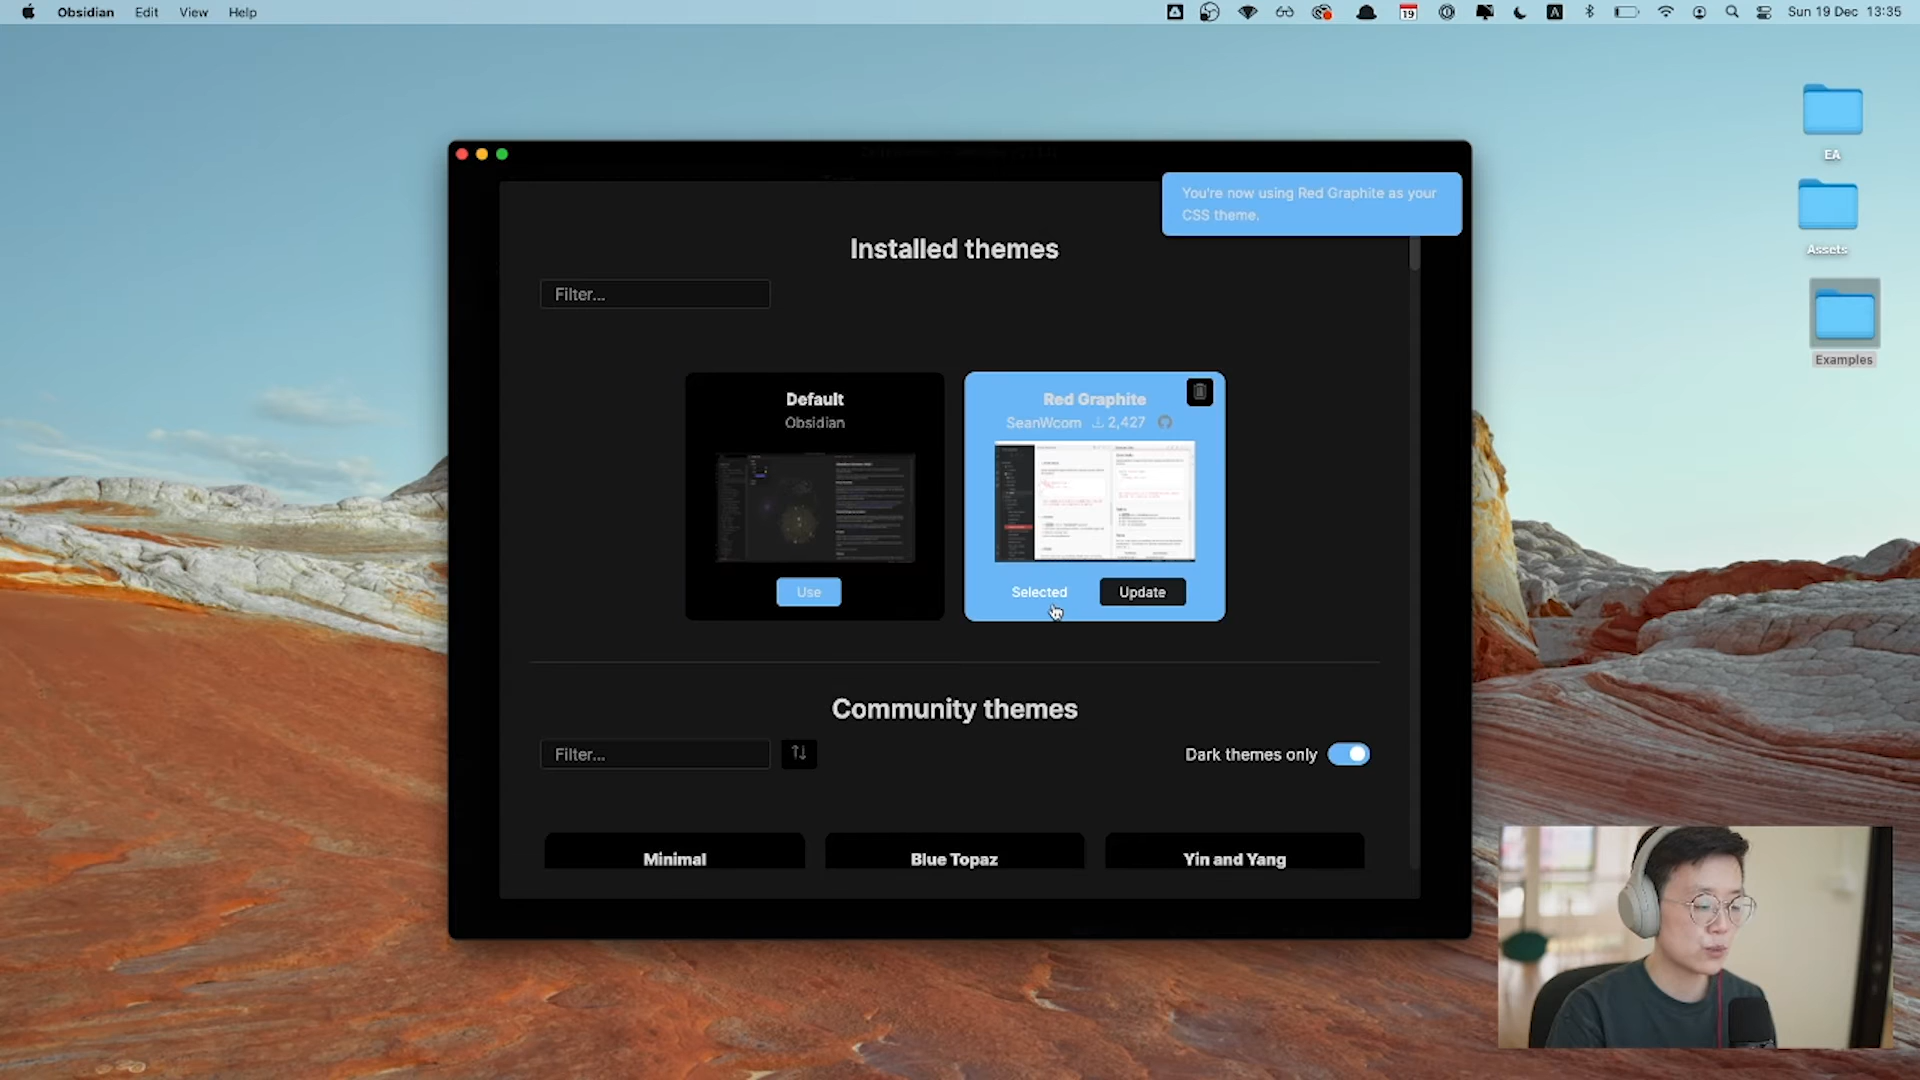 Obsidian Edit View Help
19
A
Sun 19 Dec 13:35
EA
Assets
Examples
You're now using Red Graphite as your
CSS theme.
Installed themes
Filter...
Default
Obsidian
Use
Red Graphite
SeanWcom 2,427
Selected
Update
Community themes
Filter...
Dark themes only
Minimal
Blue Topaz
Yin and Yang